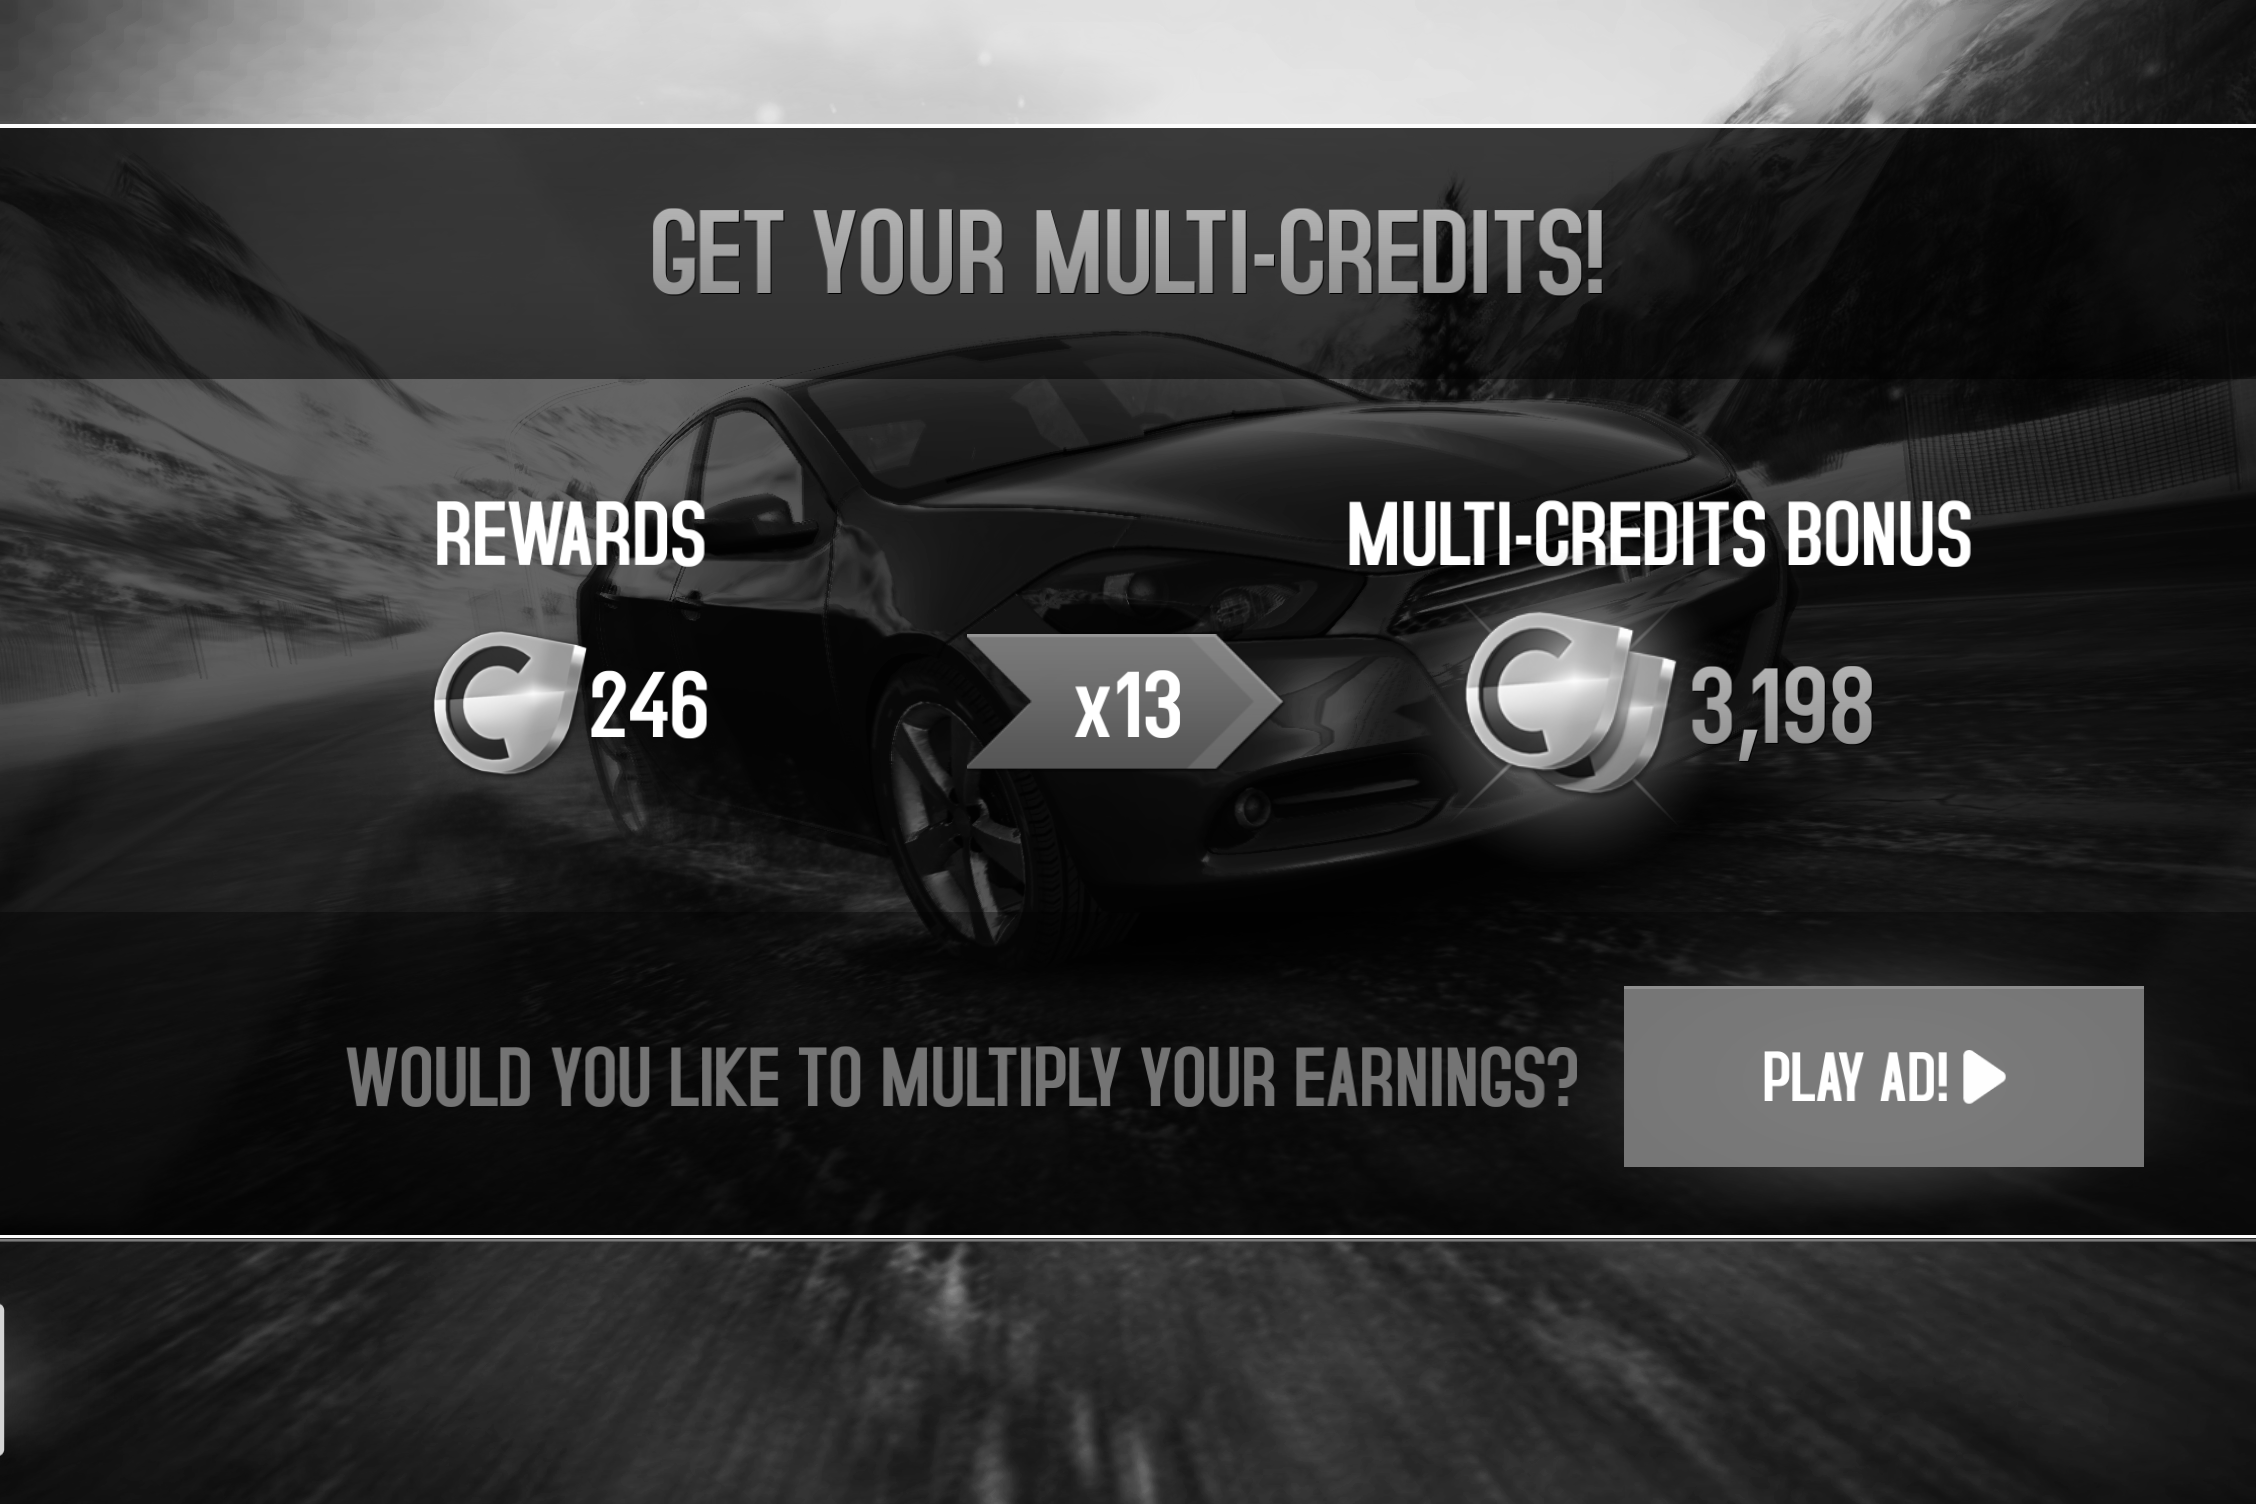 GET YOUR MULTI-CREDITS!
REWARDS
MULTI-CREDITS BONUS
246
x13
3,198
WOULD YOU LIKE TO MULTIPLY YOUR EARNINGS?
PLAY AD!